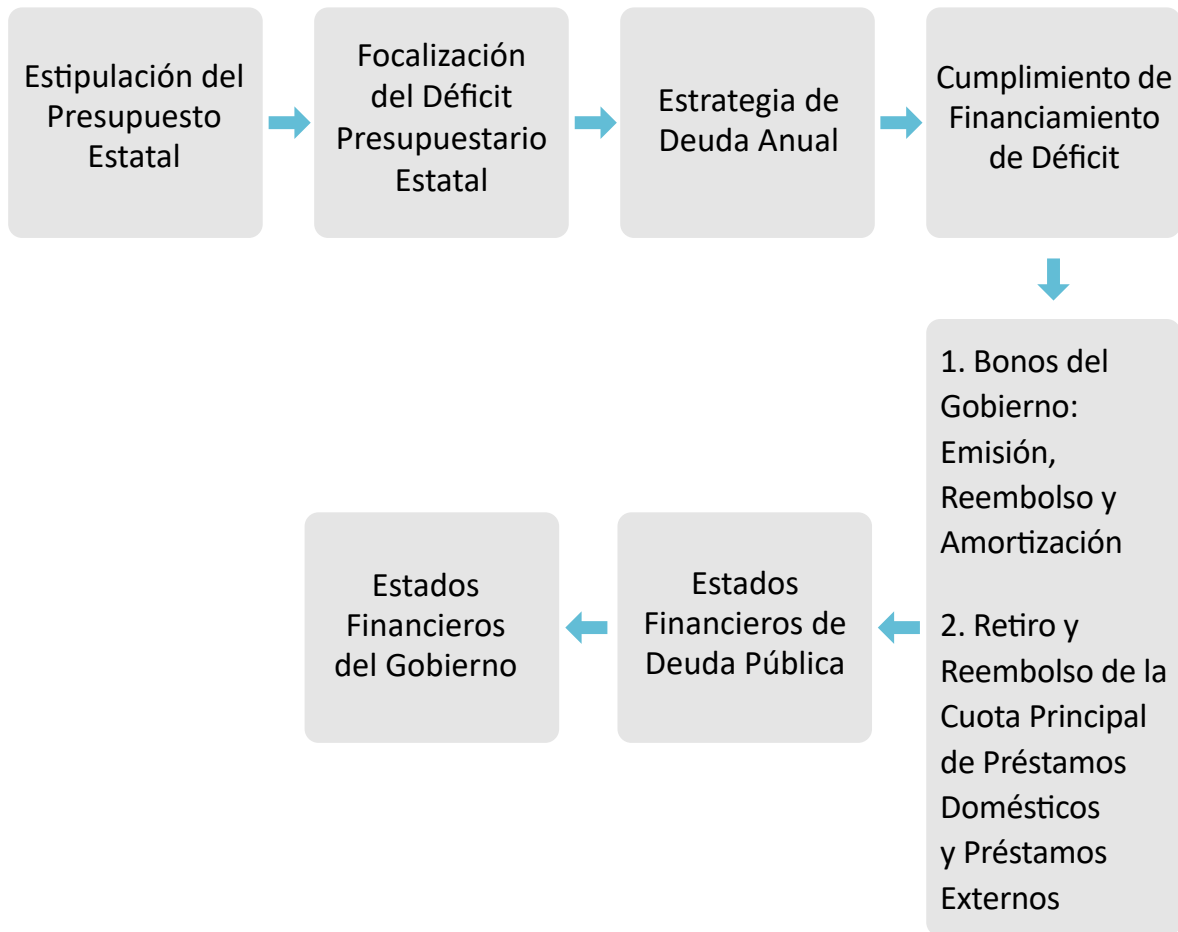 Estipulación del
Presupuesto
Estatal
Focalización
del Déficit
Presupuestario
Estatal
Estrategia de
Deuda Anual
Cumplimiento de
Financiamiento
de Déficit
1. Bonos del
Gobierno:
Emisión,
Reembolso y
Amortización
2. Retiro y
Reembolso de la
Cuota Principal
de Préstamos
Domésticos
y Préstamos
Externos
Estados
Financieros de
Deuda Pública
Estados
Financieros
del Gobierno